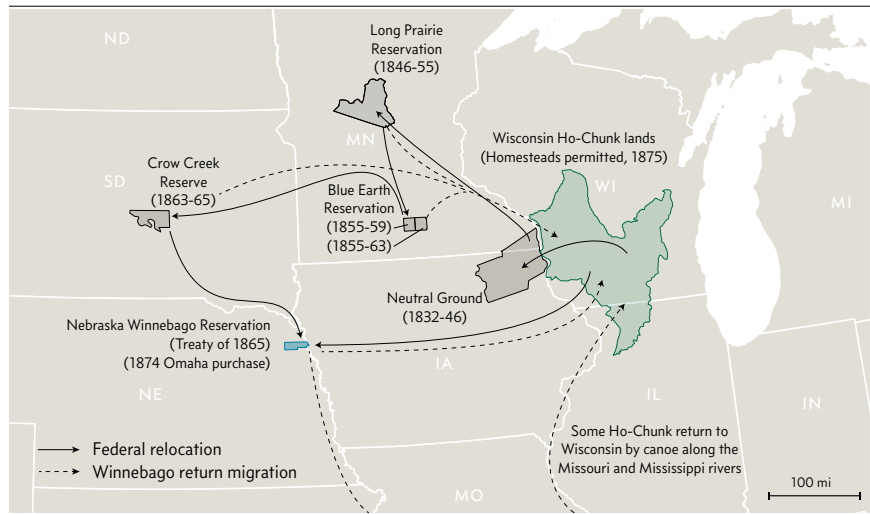 ND
Long Prairie
Reservation
(1846-55)
MN
Wisconsin Ho-Chunk lands
(Homesteads permitted, 1875)
WI
MI
Crow Creek
Reserve
(1863-65)
SD
Blue Earth
Reservation
(1855-59)
(1855-63)
Neutral Ground
(1832-46)
Nebraska Winnebago Reservation
(Treaty of 1865)
(1874 Omaha purchase)
IA
NE
IL
IN
Some Ho-Chunk return to
Wisconsin by canoe along the
Missouri and Mississippi rivers
Federal relocation
Winnebago return migration
MO
100 mi